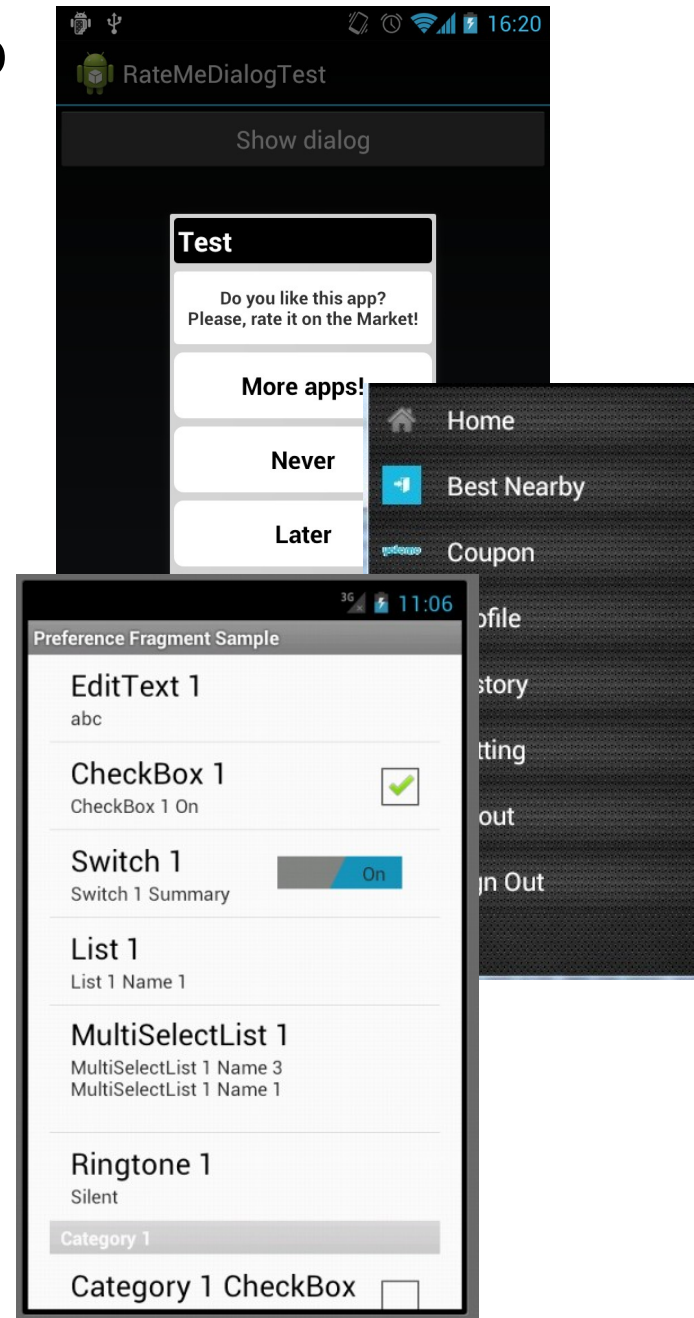 16:20
RateMeDialogTest
Show dialog
Test
Do you like this app?
Please, rate it on the Market!
More apps!
Never
Later
Home
Best Nearby
Coupon
ofile
story
tting
out
gn Out
3G
11:06
Preference Fragment Sample
EditText 1
abc
CheckBox 1
CheckBox 1 On
Switch 1
On
Switch 1 Summary
List 1
List 1 Name 1
MultiSelectList 1
MultiSelectList 1 Name 3
MultiSelectList 1 Name 1
Ringtone 1
Silent
Category 1
Category 1 CheckBox